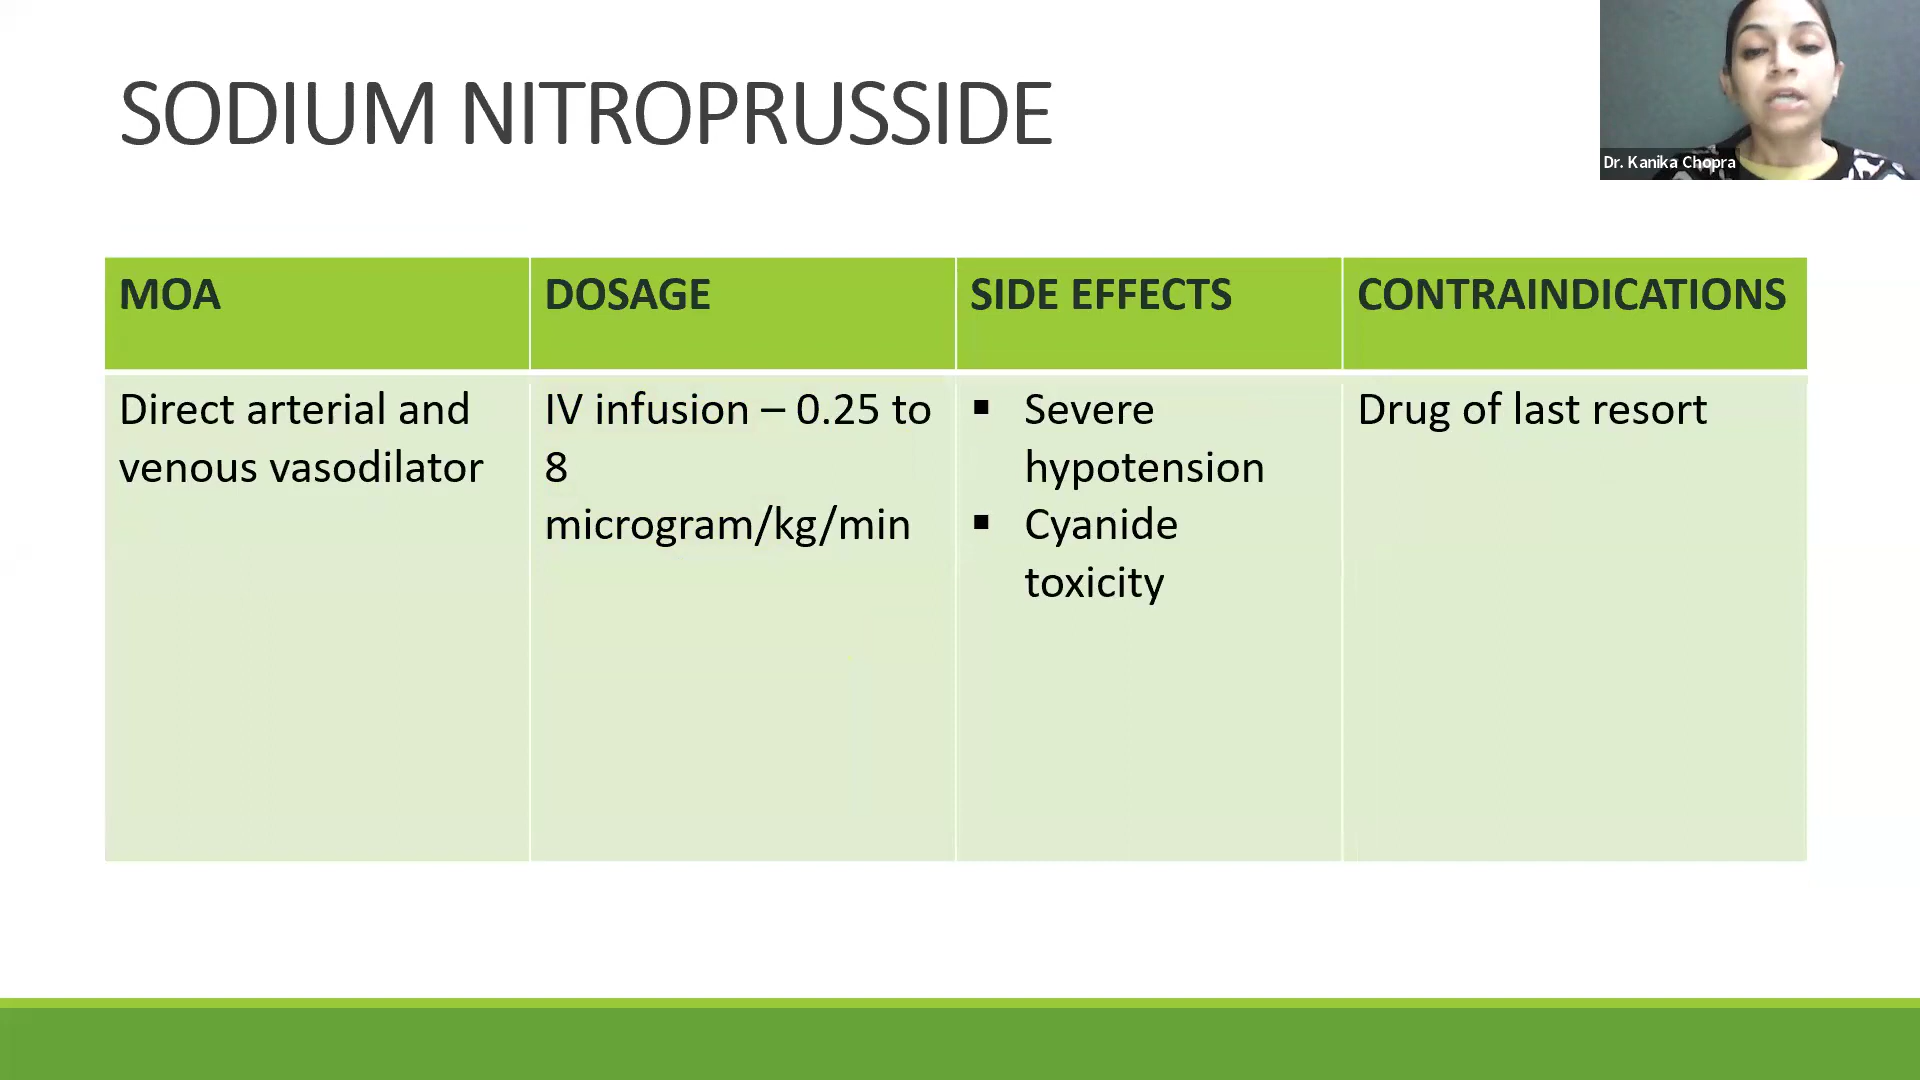 SODIUM NITROPRUSSIDE
Dr. Kanika Chopra
MOA
DOSAGE
SIDE EFFECTS
CONTRAINDICATIONS
Direct arterial and
venous vasodilator
IV infusion – 0.25 to
8
microgram/kg/min
▪ Severe
hypotension
▪ Cyanide
toxicity
Drug of last resort